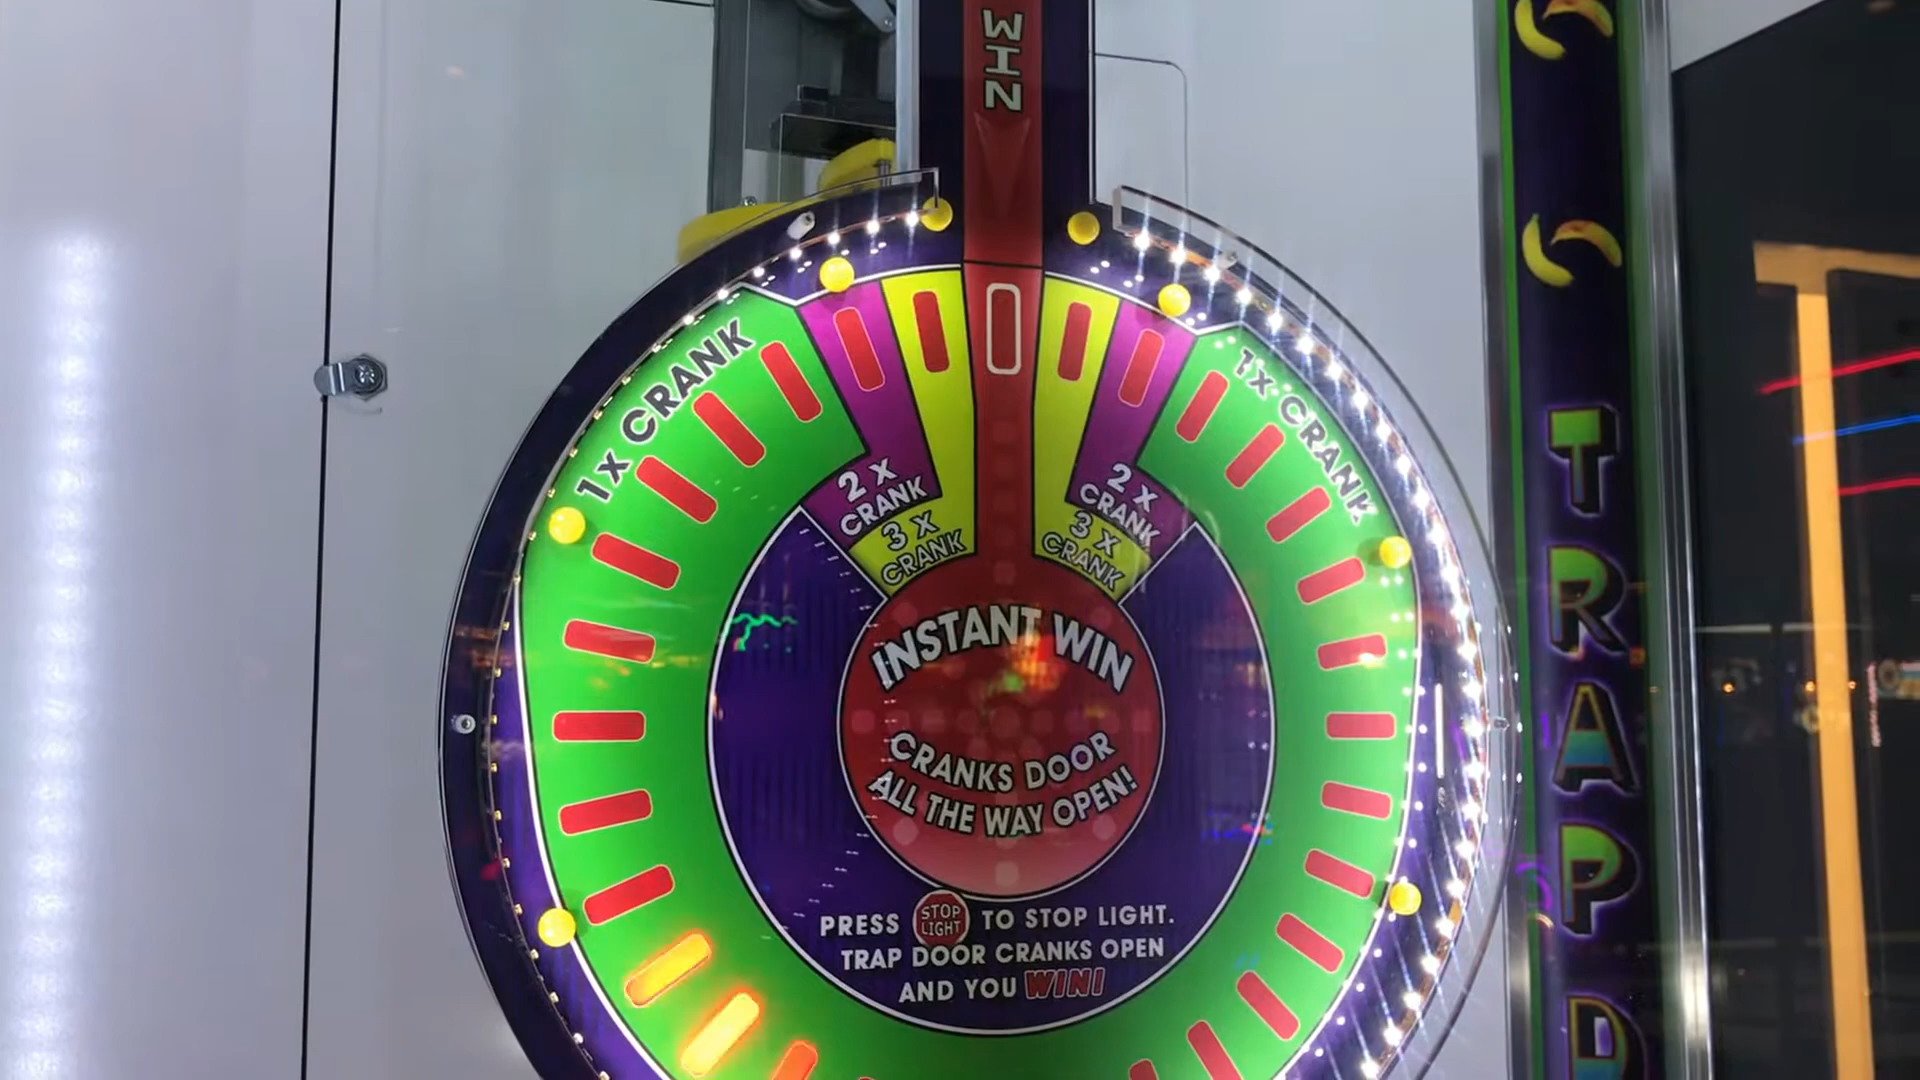 WIN
1X CRANK
1X CRANK
2 X
CRANK
2 X
CRANK
3 X
CRANK
3 X
CRANK
INSTANT WIN
CRANKS DOOR
ALL THE WAY OPEN!
PRESS STOP LIGHT TO STOP LIGHT.
TRAP DOOR CRANKS OPEN
AND YOU WIN!
TRAP D